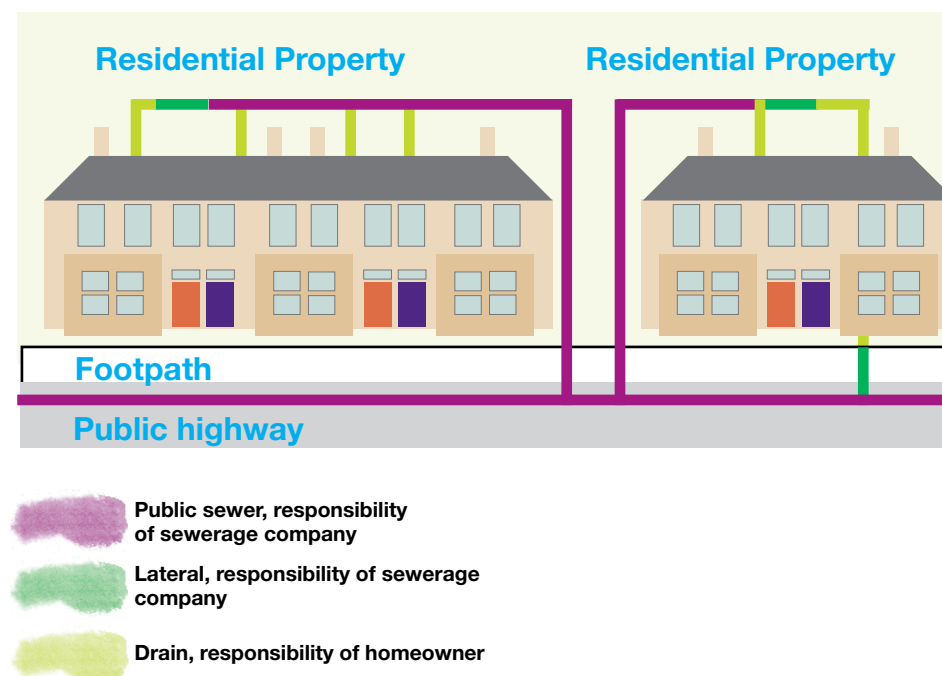 Residential Property
Residential Property
Footpath
Public highway
Public sewer, responsibility
of sewerage company
Lateral, responsibility of sewerage
company
Drain, responsibility of homeowner